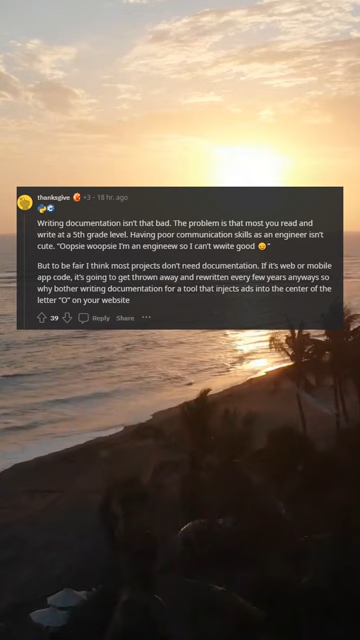 thanksgive +3 · 18 hr. ago
Writing documentation isn't that bad. The problem is that most you read and
write at a 5th grade level. Having poor communication skills as an engineer isn't
cute. "Oopsie woopsie I'm an engineew so I can't wwite good 😖"
But to be fair I think most projects don't need documentation. If it's web or mobile
app code, it's going to get thrown away and rewritten every few years anyways so
why bother writing documentation for a tool that injects ads into the center of the
letter "O" on your website
39 Reply Share ···